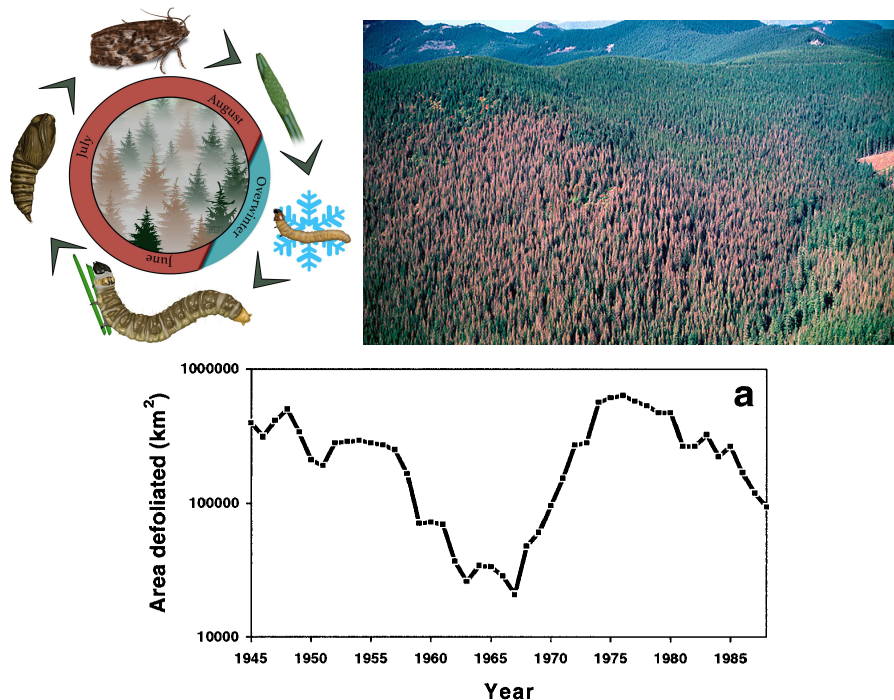 August
July
Overwinter
June
a
1000000
100000
10000
Area defoliated (km²)
1945 1950 1955 1960 1965 1970 1975 1980 1985
Year